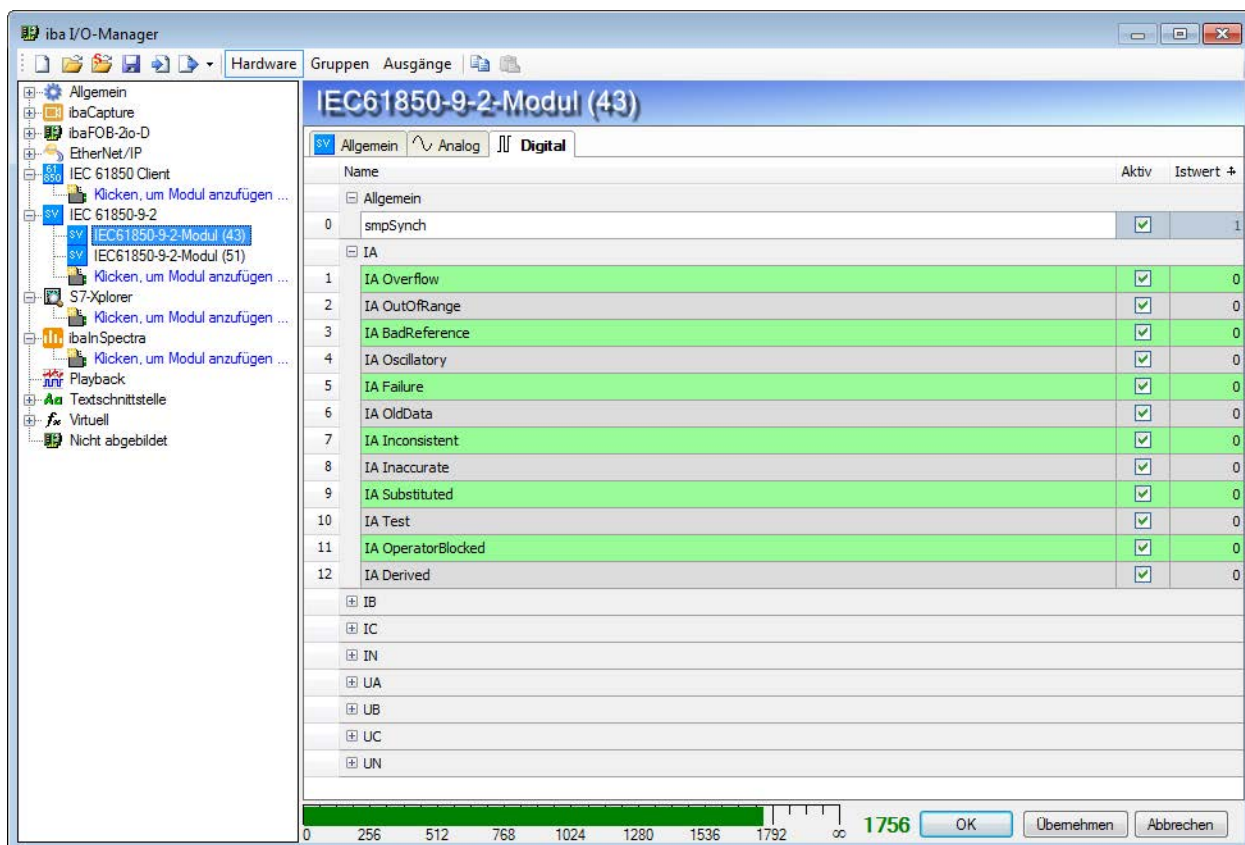 iba I/O-Manager
Hardware Gruppen Ausgänge
Allgemein
ibaCapture
ibaFOB-2io-D
EtherNet/IP
IEC 61850 Client
Klicken, um Modul anzufügen ...
IEC 61850-9-2
IEC61850-9-2-Modul (43)
IEC61850-9-2-Modul (51)
Klicken, um Modul anzufügen ...
S7-Xplorer
Klicken, um Modul anzufügen ...
ibaInSpectra
Klicken, um Modul anzufügen ...
Playback
Textschnittstelle
Virtuell
Nicht abgebildet
IEC61850-9-2-Modul (43)
SV Allgemein Analog Digital
Name Aktiv Istwert
Allgemein
0 smpSynch 1
IA
1 IA Overflow 0
2 IA OutOfRange 0
3 IA BadReference 0
4 IA Oscillatory 0
5 IA Failure 0
6 IA OldData 0
7 IA Inconsistent 0
8 IA Inaccurate 0
9 IA Substituted 0
10 IA Test 0
11 IA OperatorBlocked 0
12 IA Derived 0
IB
IC
IN
UA
UB
UC
UN
0 256 512 768 1024 1280 1536 1792 ∞ 1756 OK Übernehmen Abbrechen